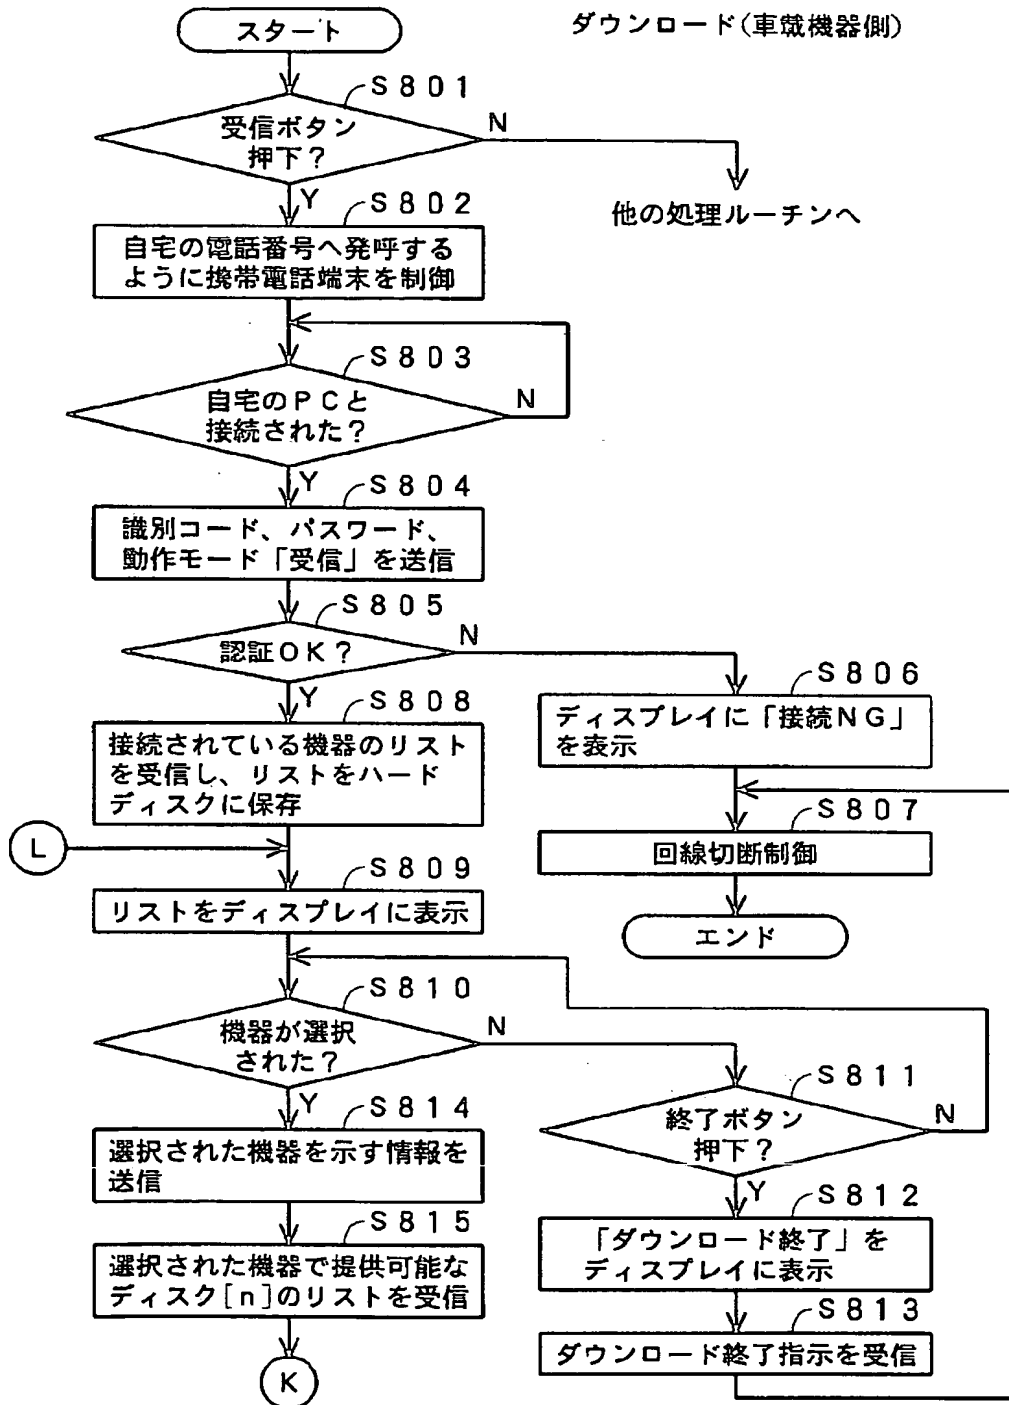 ダウンロード(車載機器側)
スタート
S801
受信ボタン
押下?
N
Y
他の処理ルーチンへ
S802
自宅の電話番号へ発呼する
ように携帯電話端末を制御
S803
自宅のPCと
接続された?
N
Y
S804
識別コード、パスワード、
動作モード「受信」を送信
S805
認証OK?
N
Y
S806
ディスプレイに「接続NG」
を表示
S807
回線切断制御
エンド
S808
接続されている機器のリスト
を受信し、リストをハード
ディスクに保存
L
S809
リストをディスプレイに表示
S810
機器が選択
された?
N
Y
S811
終了ボタン
押下?
N
Y
S812
「ダウンロード終了」を
ディスプレイに表示
S813
ダウンロード終了指示を受信
S814
選択された機器を示す情報を
送信
S815
選択された機器で提供可能な
ディスク[n]のリストを受信
K